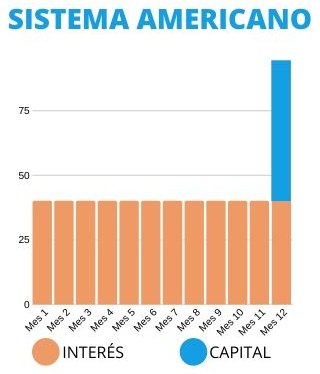 SISTEMA AMERICANO
75
50
25
0
Mes 1
Mes 2
Mes 3
Mes 4
Mes 5
Mes 6
Mes 7
Mes 8
Mes 9
Mes 10
Mes 11
Mes 12
INTERÉS
CAPITAL